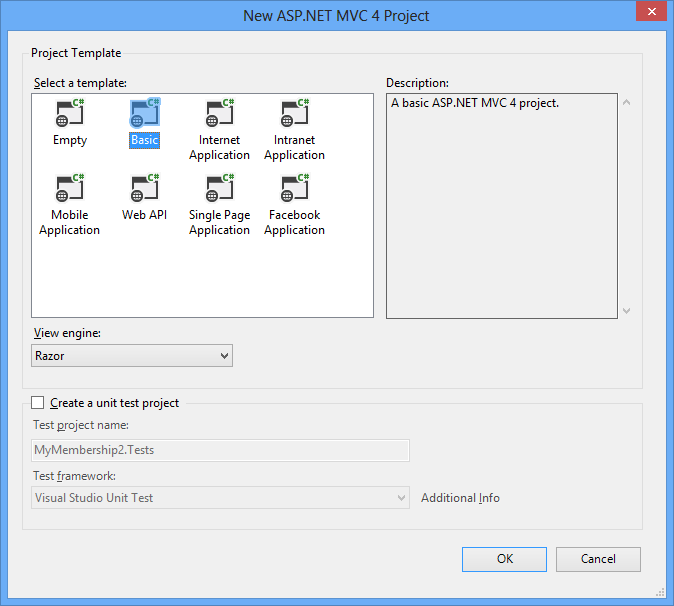 New ASP.NET MVC 4 Project
Project Template
Select a template:
Description:
C# C# C# C#
Empty Basic Internet Application Intranet Application
C# C# C# C#
Mobile Application Web API Single Page Application Facebook Application
A basic ASP.NET MVC 4 project.
View engine:
Razor
Create a unit test project
Test project name:
MyMembership2.Tests
Test framework:
Visual Studio Unit Test
Additional Info
OK
Cancel